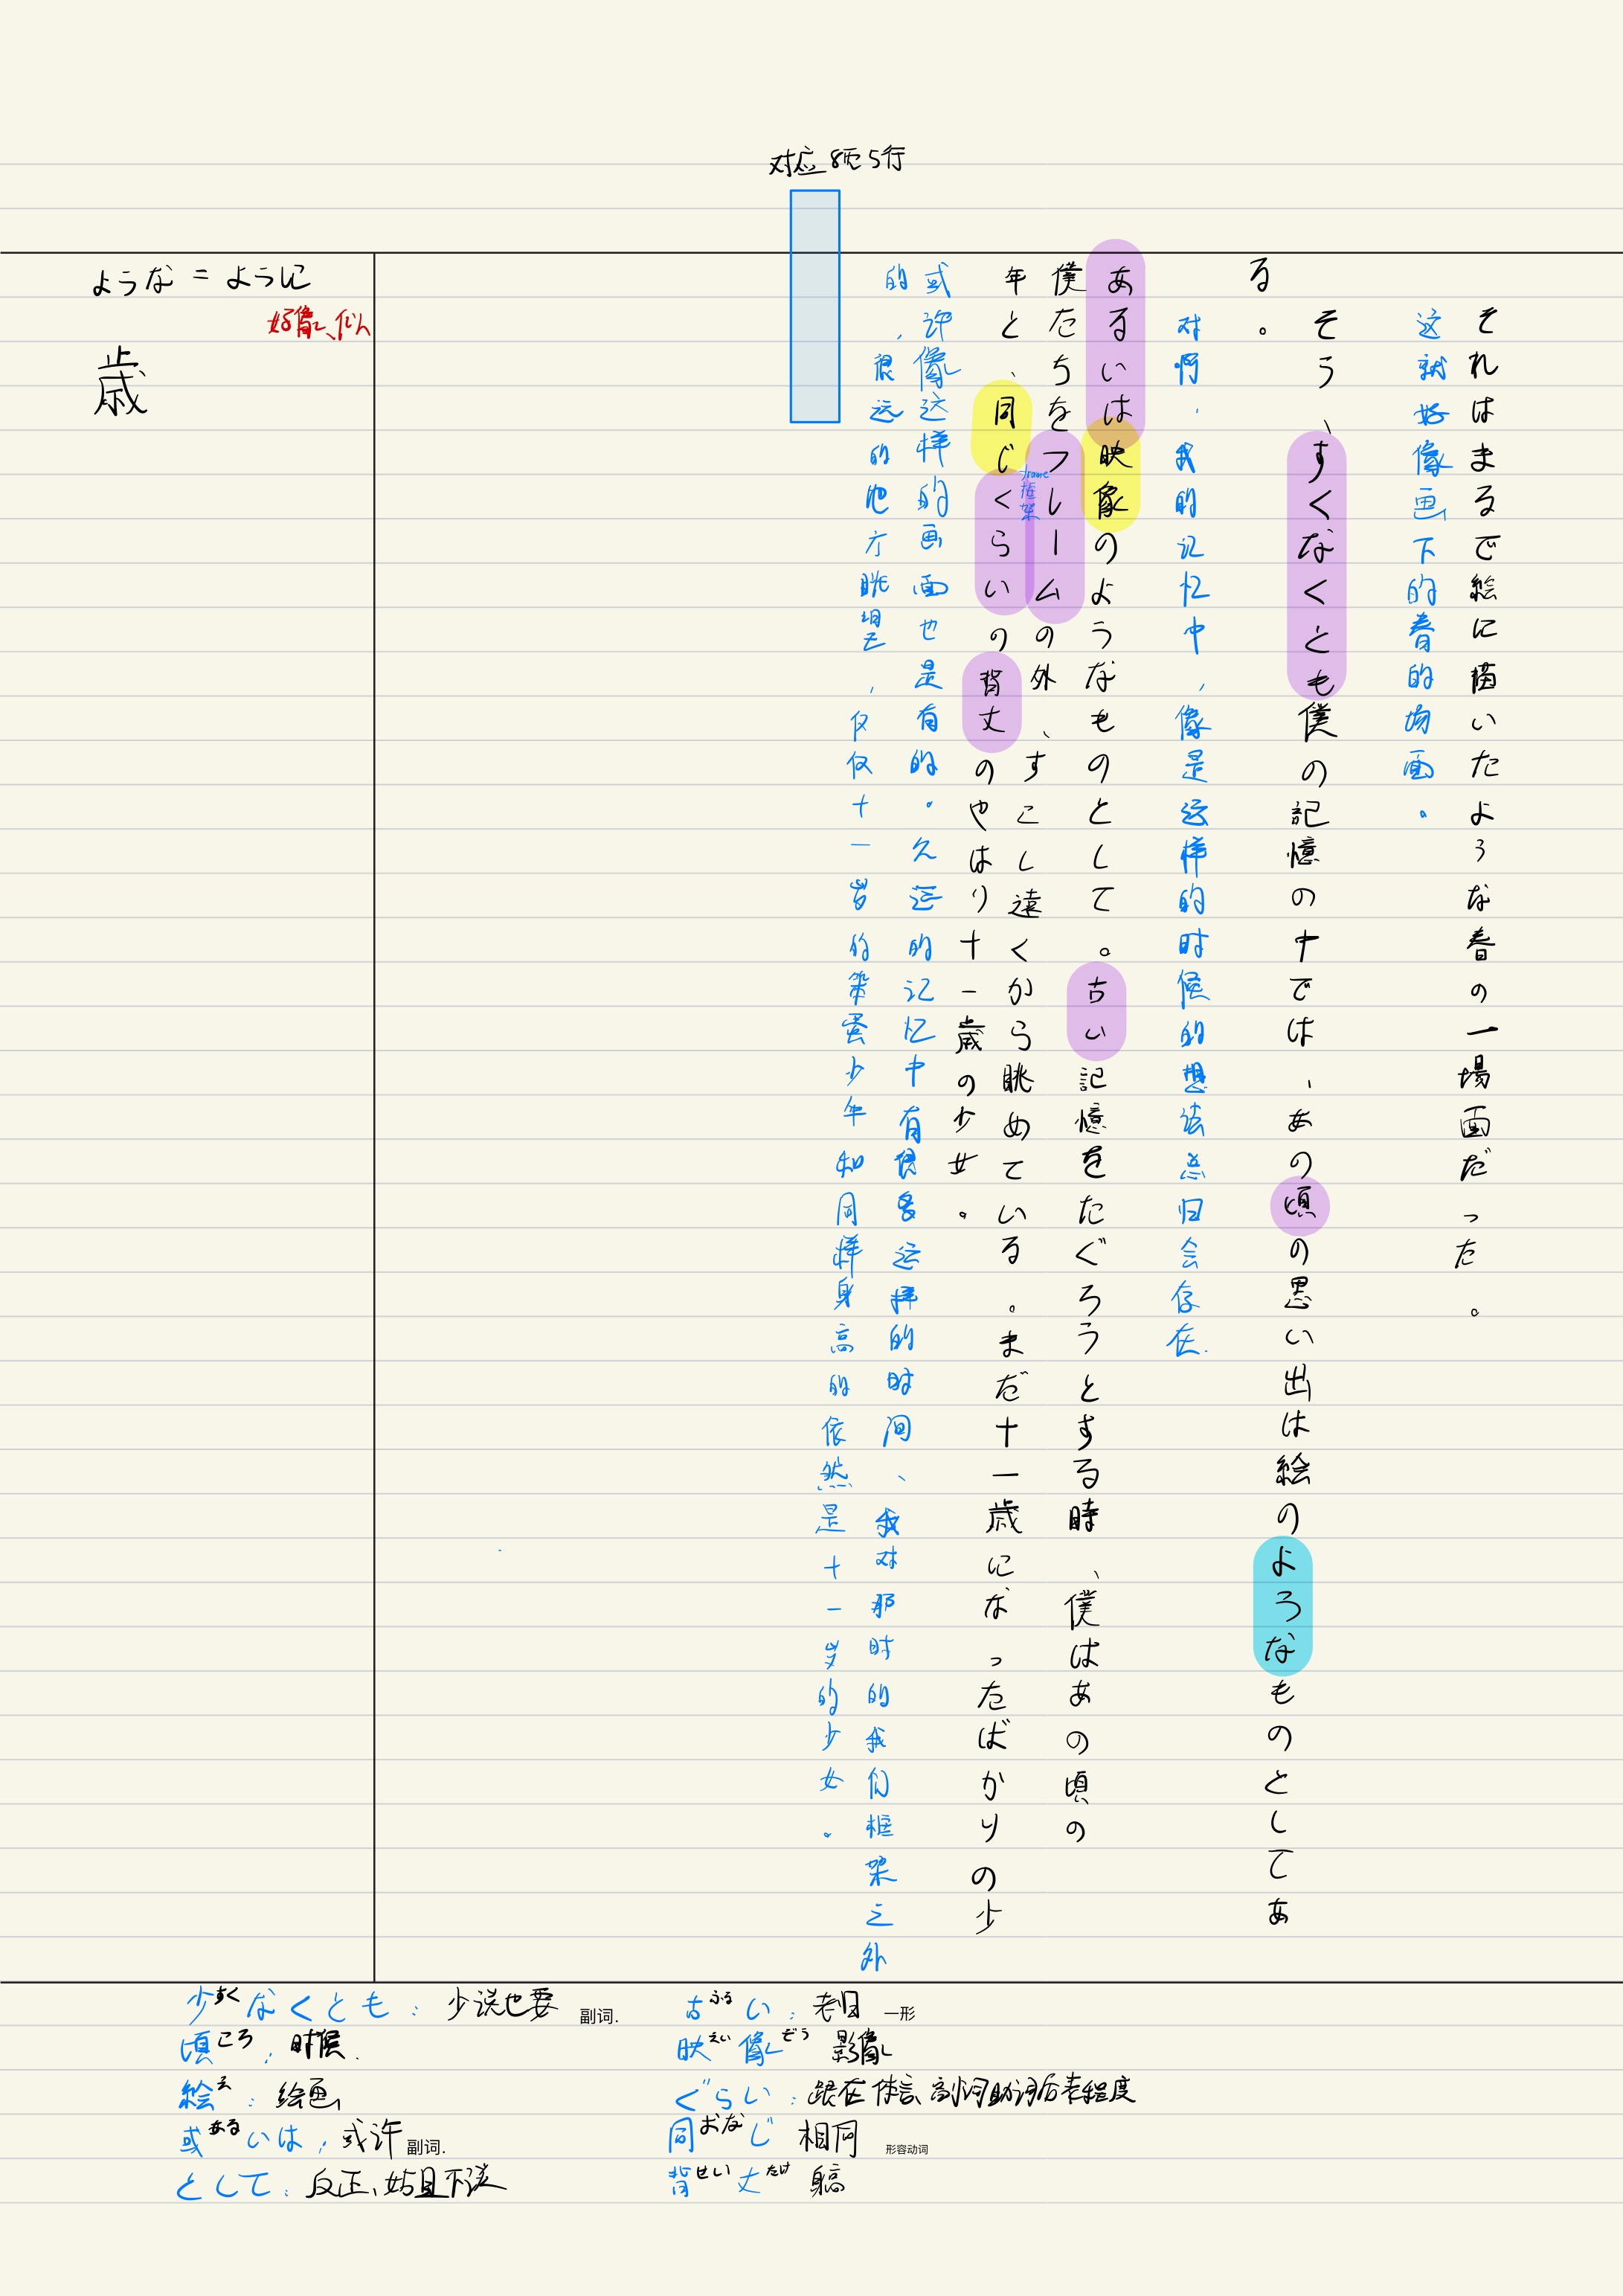 对应8页5行
それはまるで絵に描いたような春の一場面だった。
这就好像画下的春的场面。
そう、すくなくとも僕の記憶の中では、あの頃の思い出は絵のようなものとしてあ
る。
对啊，我的记忆中，像是这样的时候的想法总归会存在.
あるいは映像のようなものとして。古い記憶をたぐろうとする時、僕はあの頃の
僕たちをフレームの外、すこし遠くから眺めている。まだ十一歳になったばかりの少
frame
框架
年と、同じくらいの背丈のやはり十一歳の少女。
或许像这样的画面也是有的。久远的记忆中有很多这样的时间、我对那时的我们框架之外
的，很远的地方眺望，仅仅十一岁的第蚤少年和同样身高的依然是十一岁的少女。
ような = ように
好像、似
歳
少すくなくとも：少说也要 副词.
頃ころ：时候.
絵え：绘画
或あるいは：或许 副词.
として：反正、姑且不谈
古ふるい：老旧 一形
映えい像ぞう 影像
ぐらい：跟在体言、副词助词后表程度
同おなじ 相同 形容动词
背せい丈たけ 身高